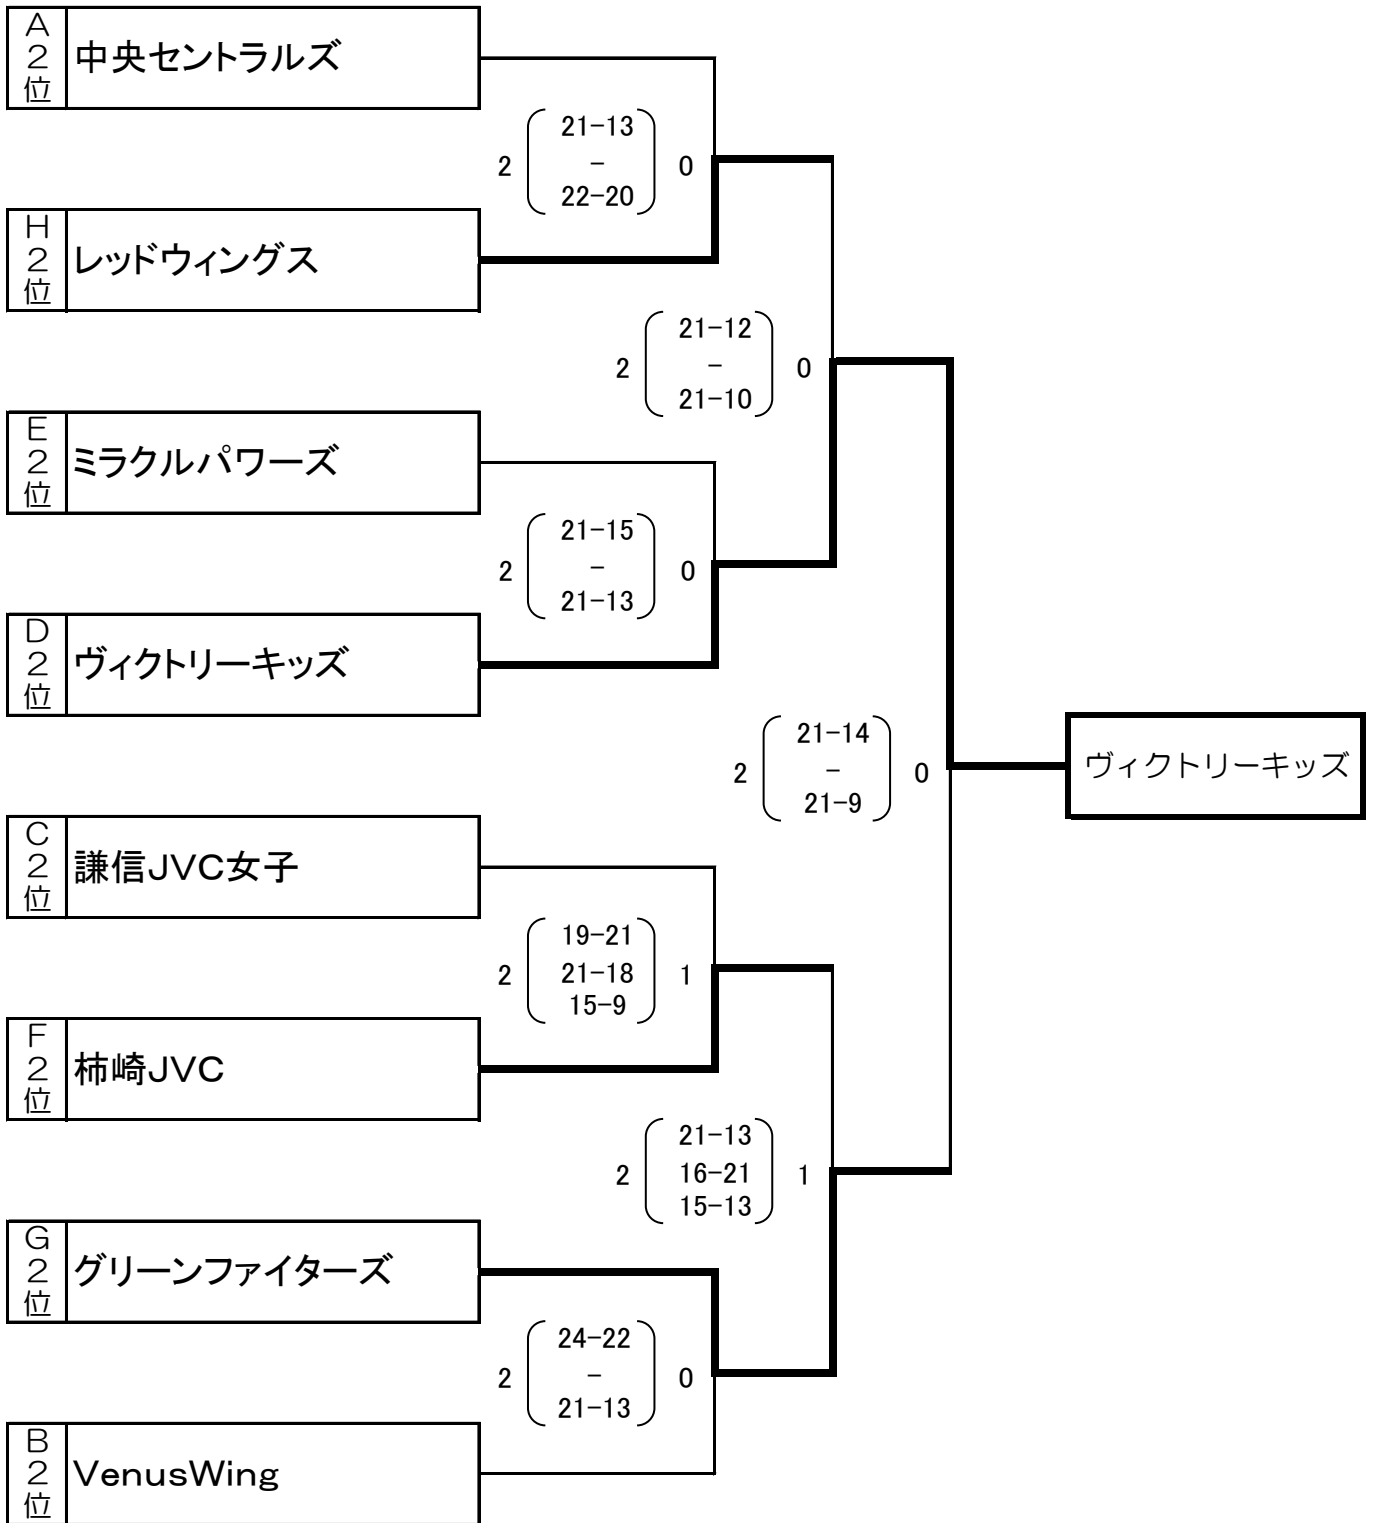 A
2
位
中央セントラルズ
21-13
2 - 0
22-20
H
2
位
レッドウィングス
21-12
2 - 0
21-10
E
2
位
ミラクルパワーズ
21-15
2 - 0
21-13
D
2
位
ヴィクトリーキッズ
21-14
2 - 0
21-9
ヴィクトリーキッズ
C
2
位
謙信JVC女子
19-21
2 21-18 1
15-9
F
2
位
柿崎JVC
21-13
2 16-21 1
15-13
G
2
位
グリーンファイターズ
24-22
2 - 0
21-13
B
2
位
VenusWing